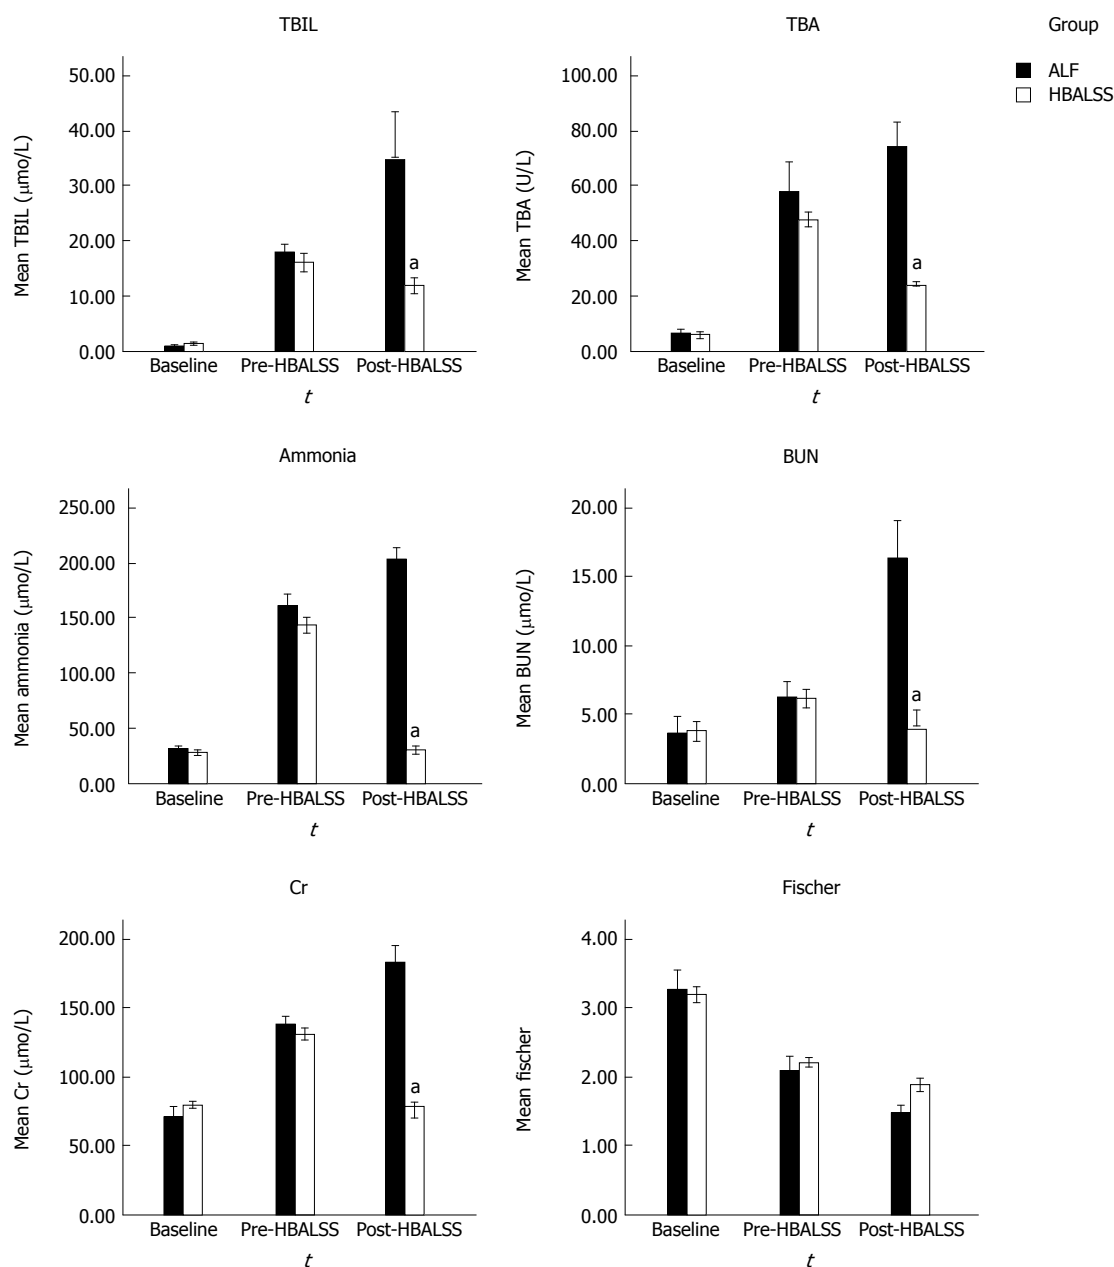 TBIL
50.00
40.00
30.00
20.00
10.00
0.00
Mean TBIL (μmo/L)
a
Baseline Pre-HBALSS Post-HBALSS
t
TBA
100.00
80.00
60.00
40.00
20.00
0.00
Mean TBA (U/L)
a
Baseline Pre-HBALSS Post-HBALSS
t
Group
ALF
HBALSS
Ammonia
250.00
200.00
150.00
100.00
50.00
0.00
Mean ammonia (μmo/L)
a
Baseline Pre-HBALSS Post-HBALSS
t
BUN
20.00
15.00
10.00
5.00
0.00
Mean BUN (μmo/L)
a
Baseline Pre-HBALSS Post-HBALSS
t
Cr
200.00
150.00
100.00
50.00
0.00
Mean Cr (μmo/L)
a
Baseline Pre-HBALSS Post-HBALSS
t
Fischer
4.00
3.00
2.00
1.00
0.00
Mean fischer
Baseline Pre-HBALSS Post-HBALSS
t